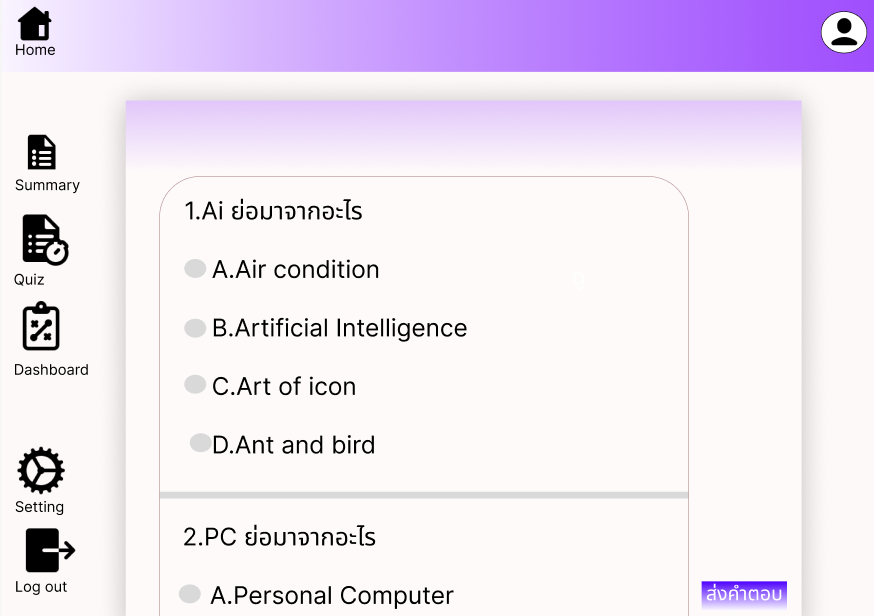 Home
Summary
Quiz
Dashboard
Setting
Log out
1.Ai ย่อมาจากอะไร
A.Air condition
B.Artificial Intelligence
C.Art of icon
D.Ant and bird
2.PC ย่อมาจากอะไร
A.Personal Computer
ส่งคำตอบ